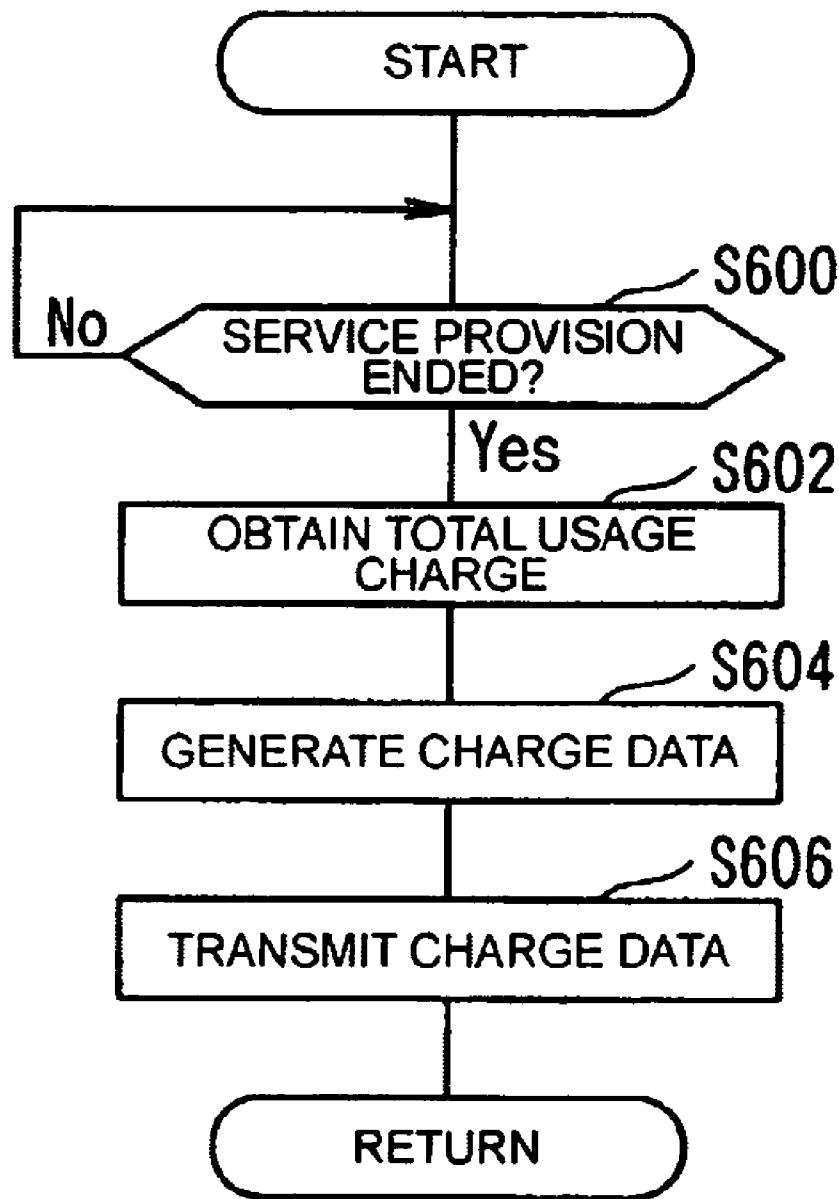 START
S600
No
SERVICE PROVISION
ENDED?
Yes
S602
OBTAIN TOTAL USAGE
CHARGE
S604
GENERATE CHARGE DATA
S606
TRANSMIT CHARGE DATA
RETURN